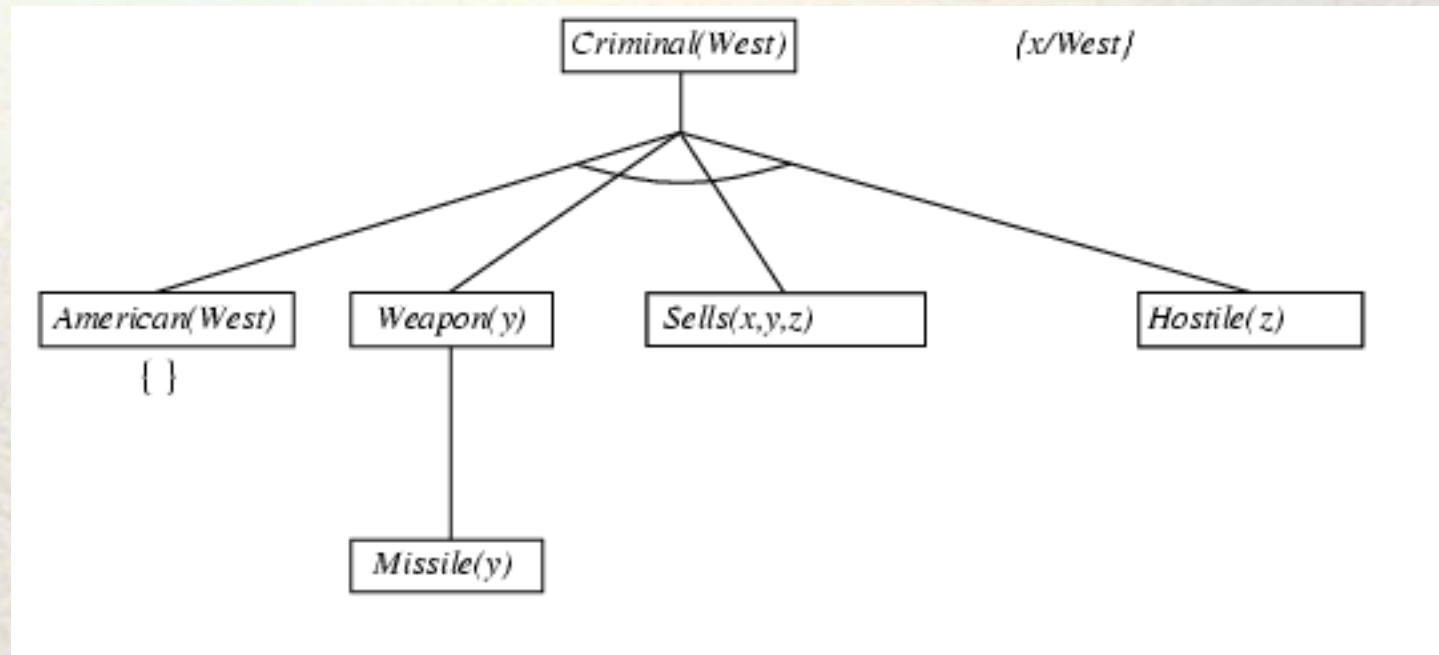 Criminal(West) {x/West}
American(West) Weapon(y) Sells(x,y,z) Hostile(z)
{ }
Missile(y)